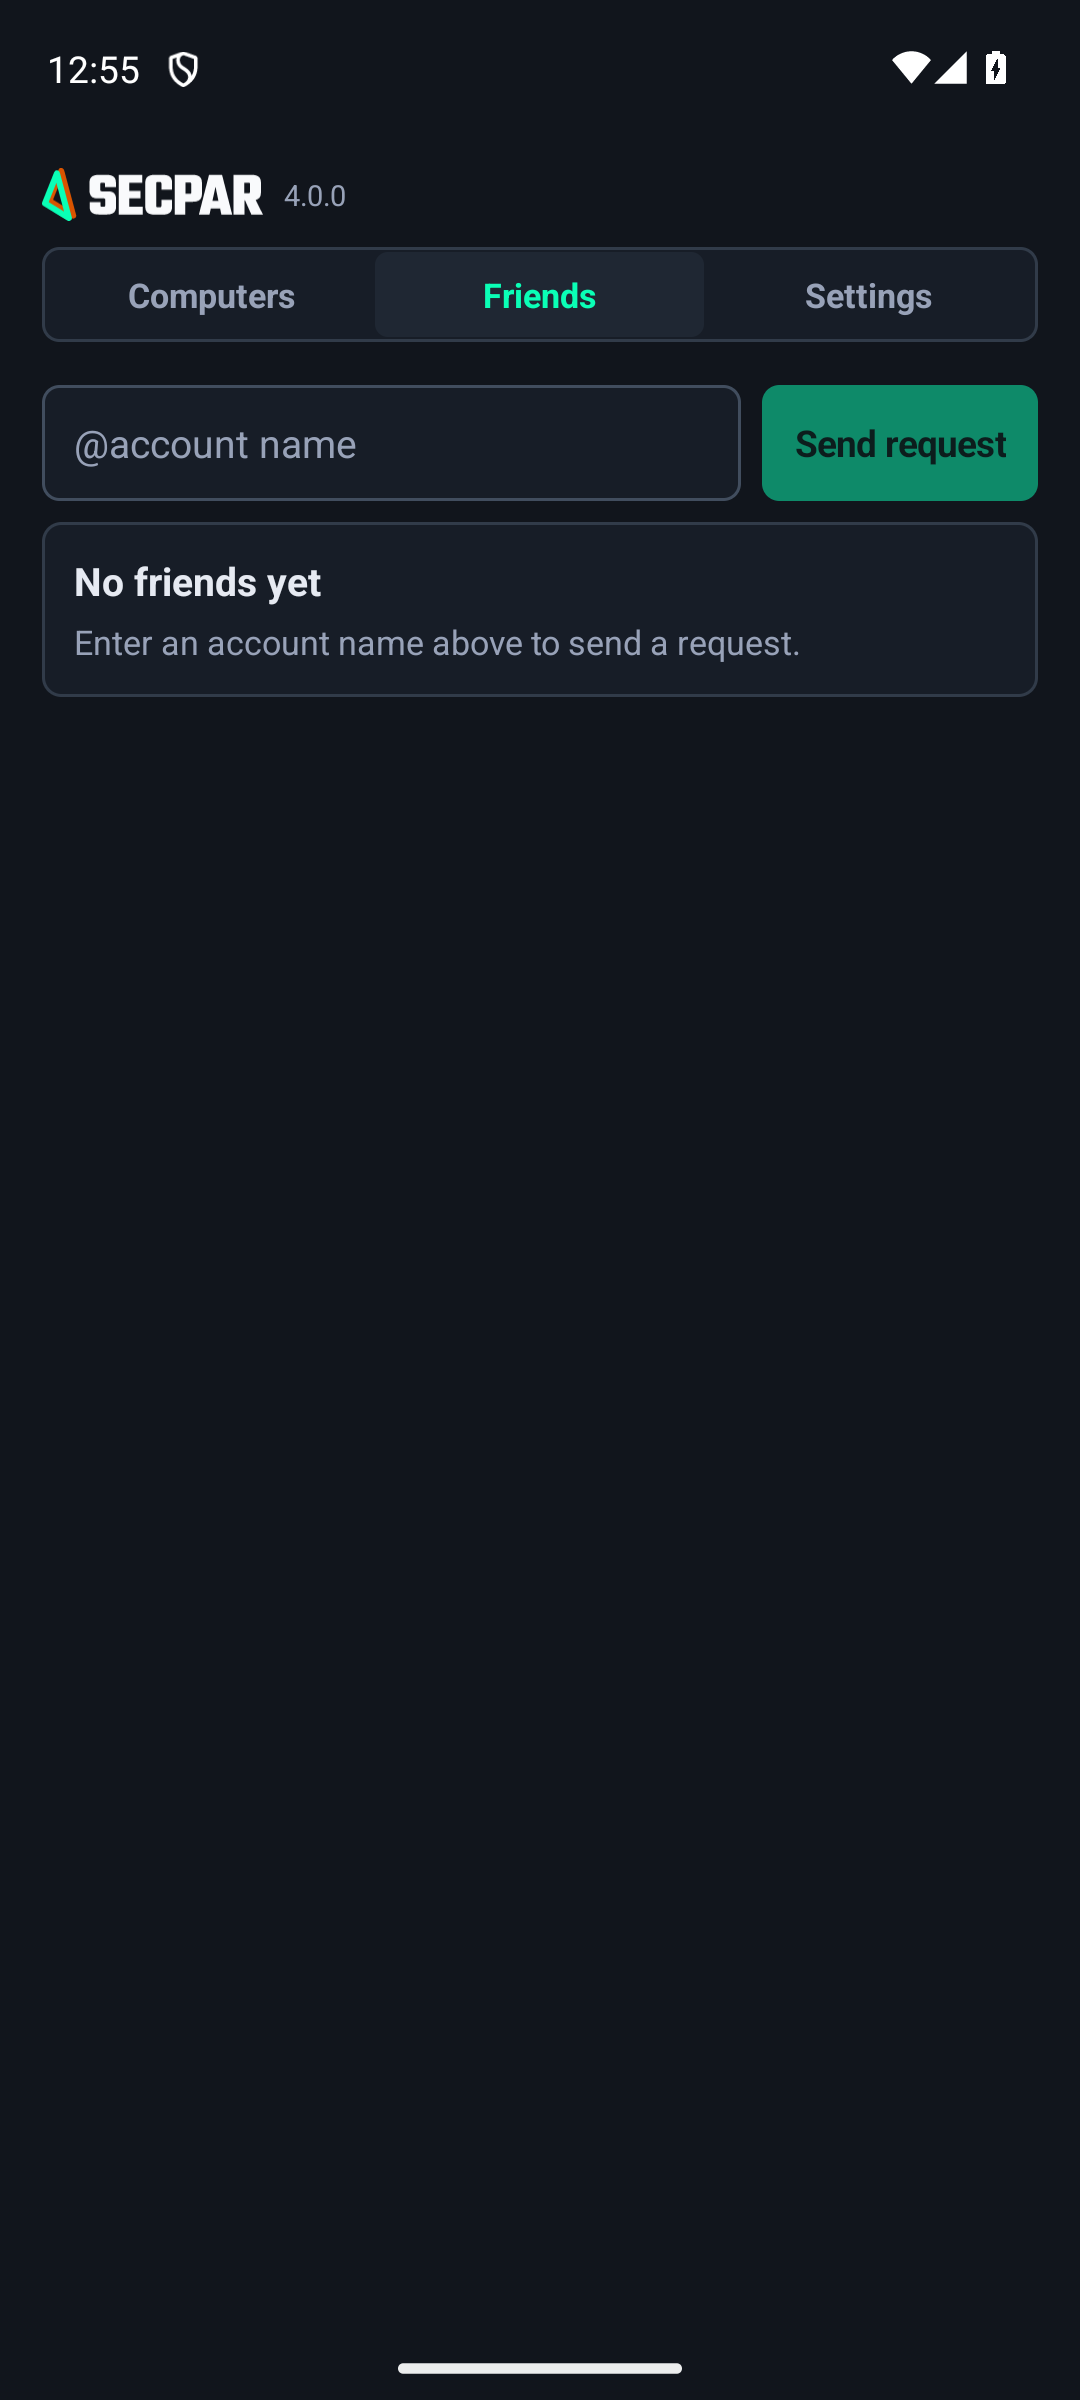 12:55
SECPAR 4.0.0
Computers Friends Settings
@account name Send request
No friends yet
Enter an account name above to send a request.